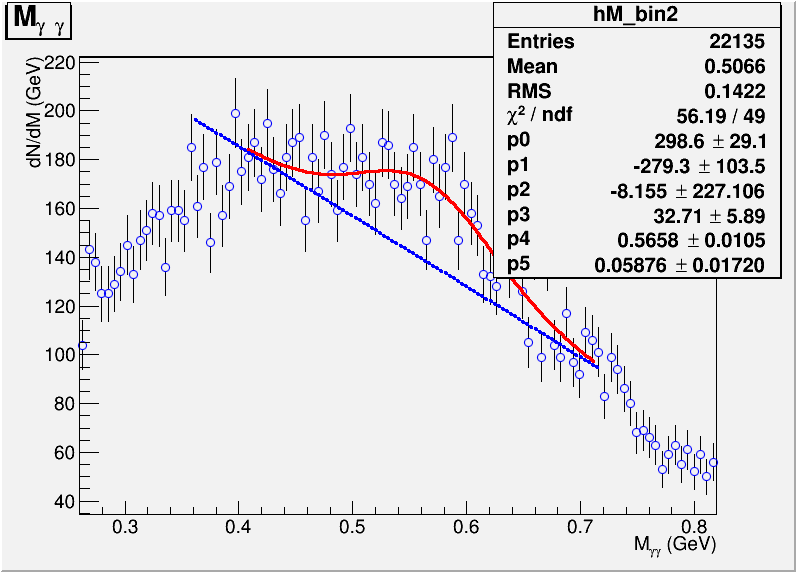 M γ γ
hM_bin2
Entries 22135
Mean 0.5066
RMS 0.1422
χ² / ndf 56.19 / 49
p0 298.6 ± 29.1
p1 -279.3 ± 103.5
p2 -8.155 ± 227.106
p3 32.71 ± 5.89
p4 0.5658 ± 0.0105
p5 0.05876 ± 0.01720
dN/dM (GeV)
220
200
180
160
140
120
100
80
60
40
0.3 0.4 0.5 0.6 0.7 0.8
M γγ (GeV)